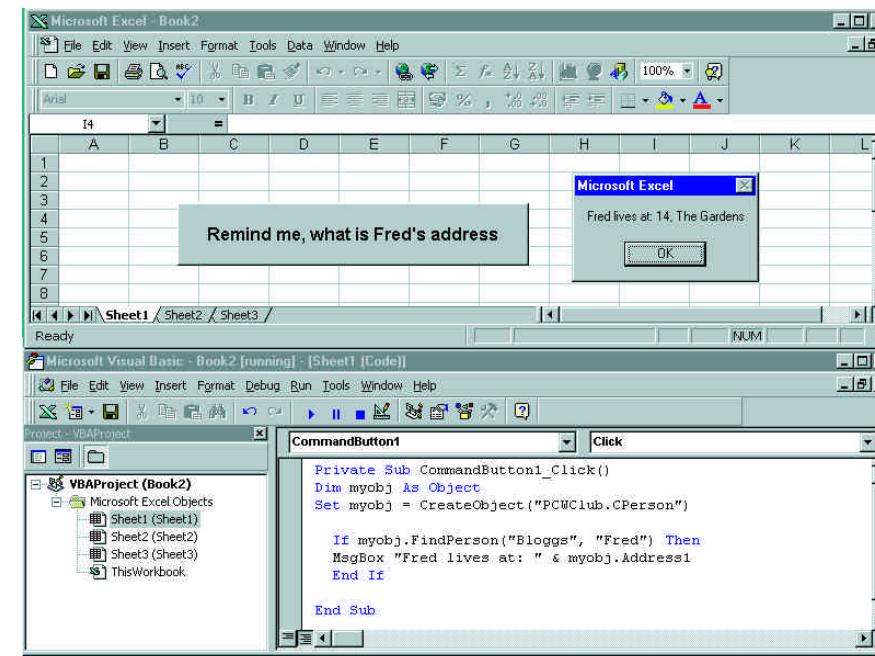 Microsoft Excel - Book2
File Edit View Insert Format Tools Data Window Help
ABC Σ f× A Z Z A 100%
Arial 10 B I U % , +.0 .00 .00 +.0 A
I4 =
A B C D E F G H I J K L
1
2
3
4
5
6
7
8
Remind me, what is Fred's address
Microsoft Excel
Fred lives at: 14, The Gardens
OK
Sheet1 Sheet2 Sheet3
Ready NUM
Microsoft Visual Basic - Book2 [running] - [Sheet1 [Code]]
File Edit View Insert Format Debug Run Tools Window Help
Project - VBAProject
VBAProject (Book2)
Microsoft Excel Objects
Sheet1 (Sheet1)
Sheet2 (Sheet2)
Sheet3 (Sheet3)
ThisWorkbook
CommandButton1 Click
Private Sub CommandButton1_Click()
Dim myobj As Object
Set myobj = CreateObject("PCWClub.CPerson")
If myobj.FindPerson("Bloggs", "Fred") Then
MsgBox "Fred lives at: " & myobj.Address1
End If
End Sub